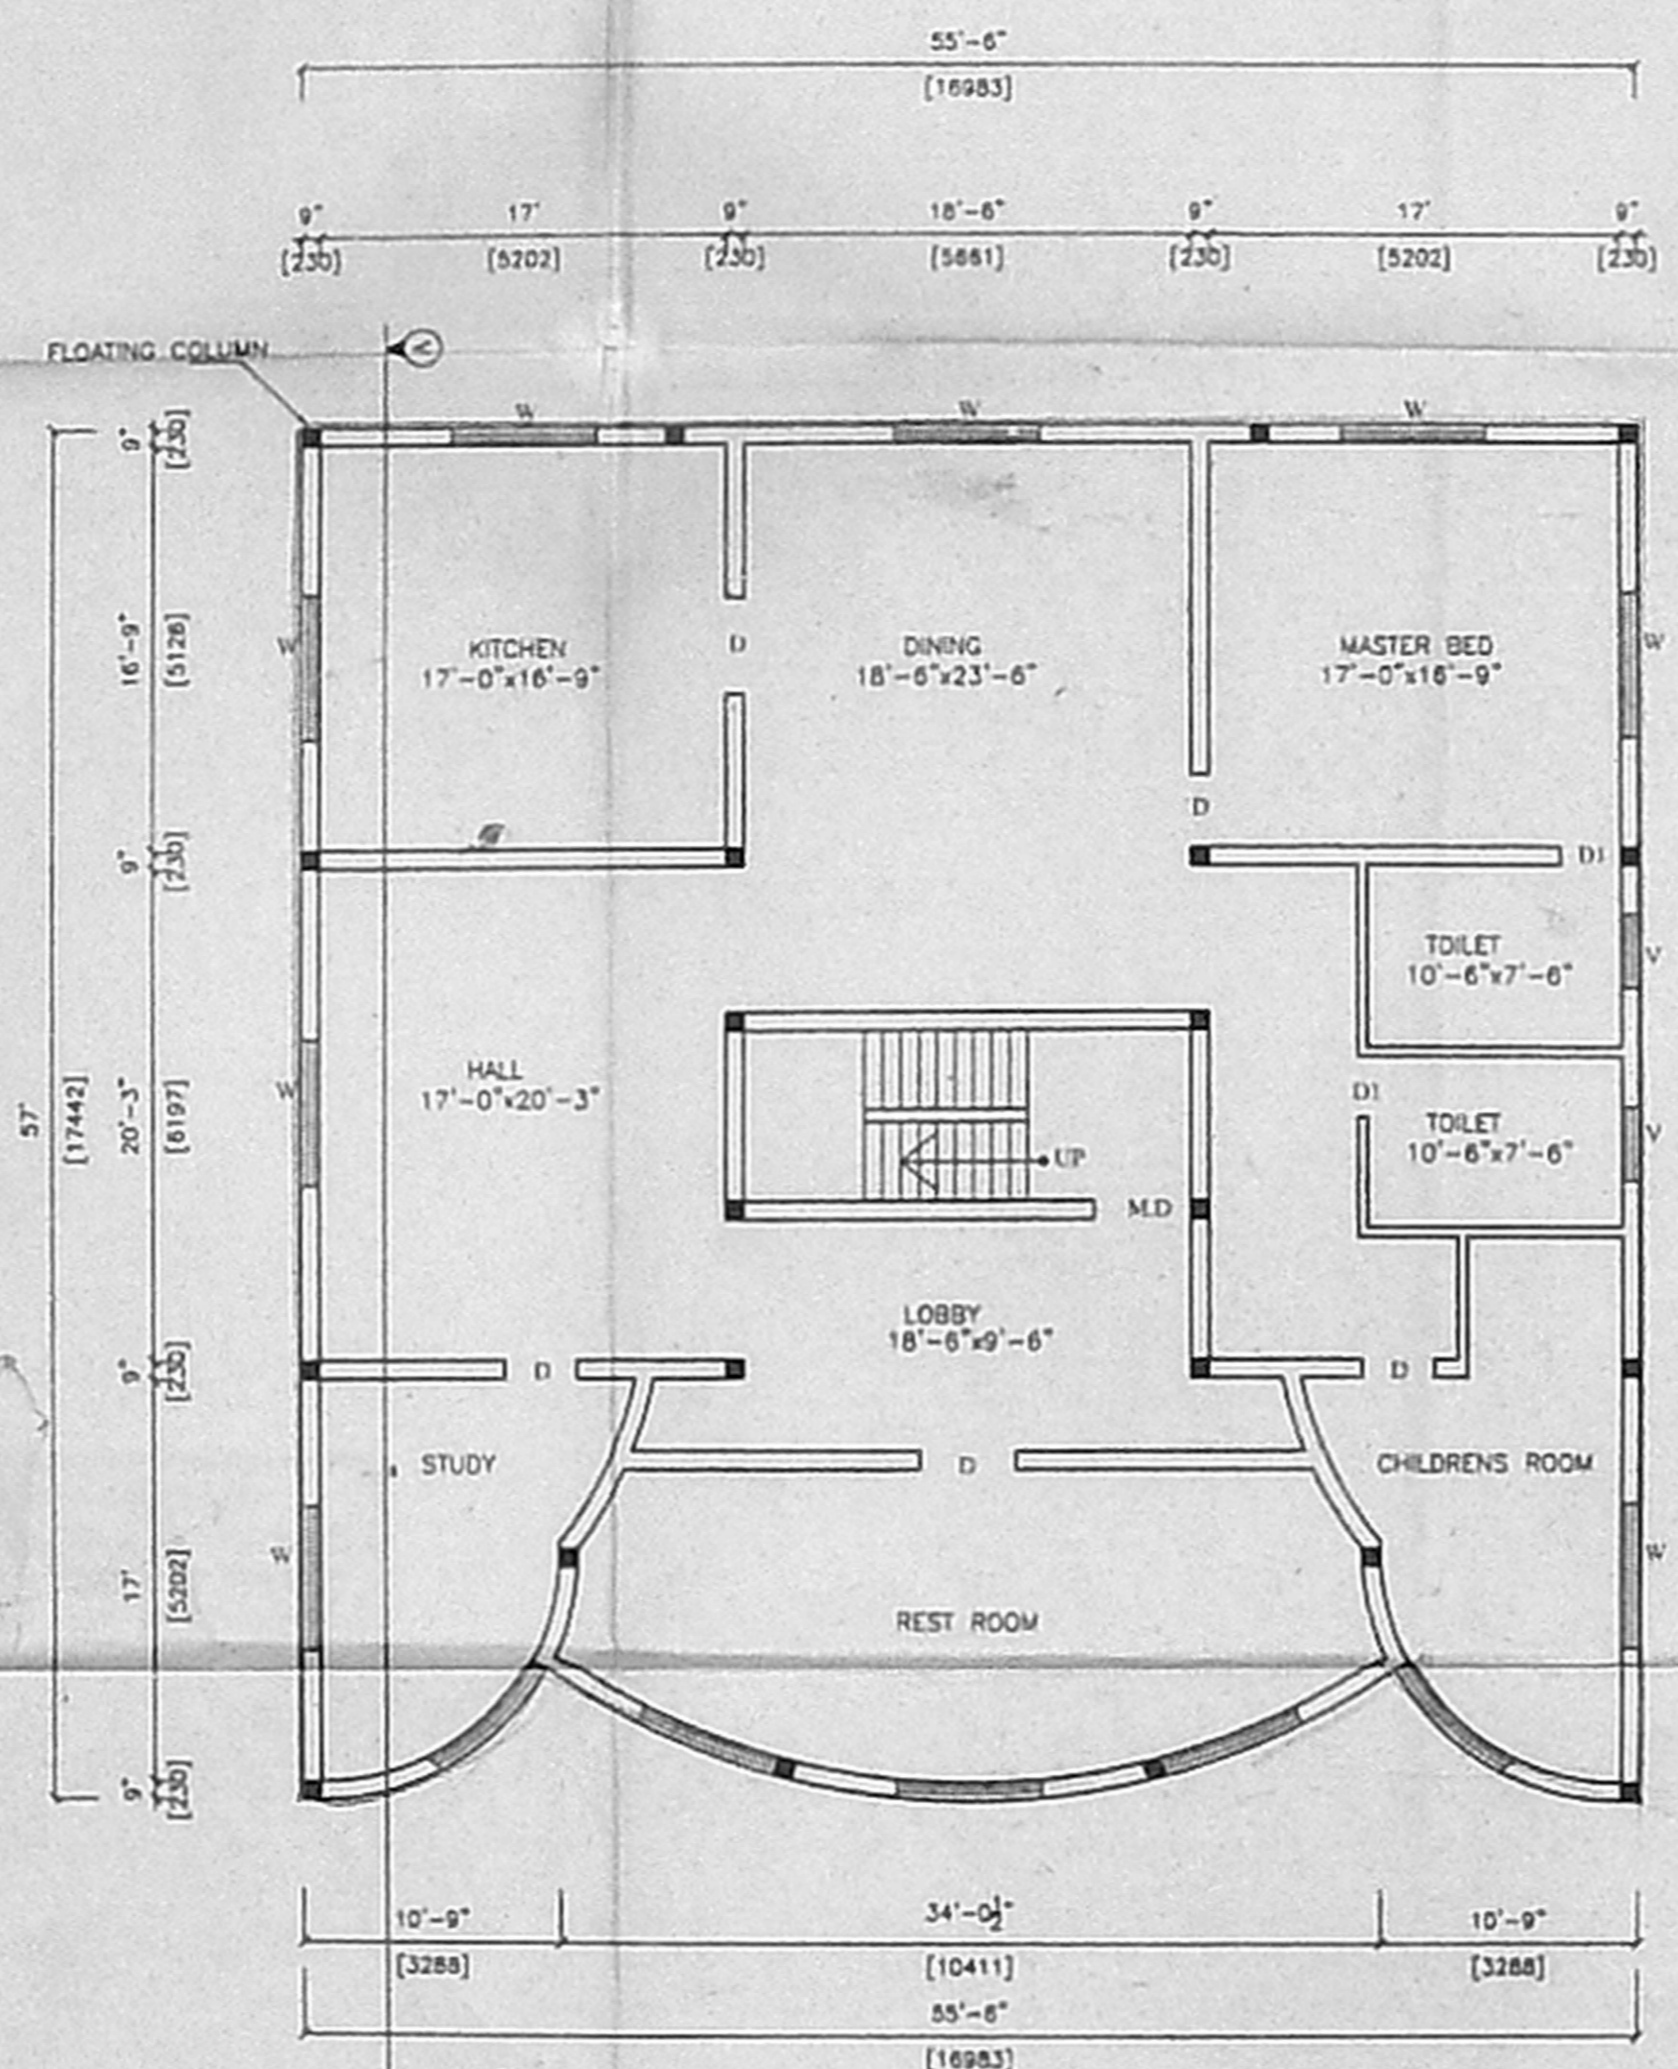 55'-6"
[16983]
9" 17' 9" 18'-6" 9" 17' 9"
[230] [5202] [230] [5661] [230] [5202] [230]
FLOATING COLUMN
W W W
9"
[230]
KITCHEN
17'-0"x16'-9"
D
DINING
18'-6"x23'-6"
MASTER BED
17'-0"x16'-9"
W
W
16'-9"
[5126]
D
9"
[230]
D1
TOILET
10'-6"x7'-6"
V
HALL
17'-0"x20'-3"
W
57'
[17442]
20'-3"
[6197]
D1
TOILET
10'-6"x7'-6"
V
UP
M.D
LOBBY
18'-6"x9'-6"
9"
[230]
D
D
STUDY
D
CHILDRENS ROOM
W
W
17'
[5202]
REST ROOM
9"
[230]
10'-9" 34'-0½" 10'-9"
[3288] [10411] [3288]
55'-6"
[16983]